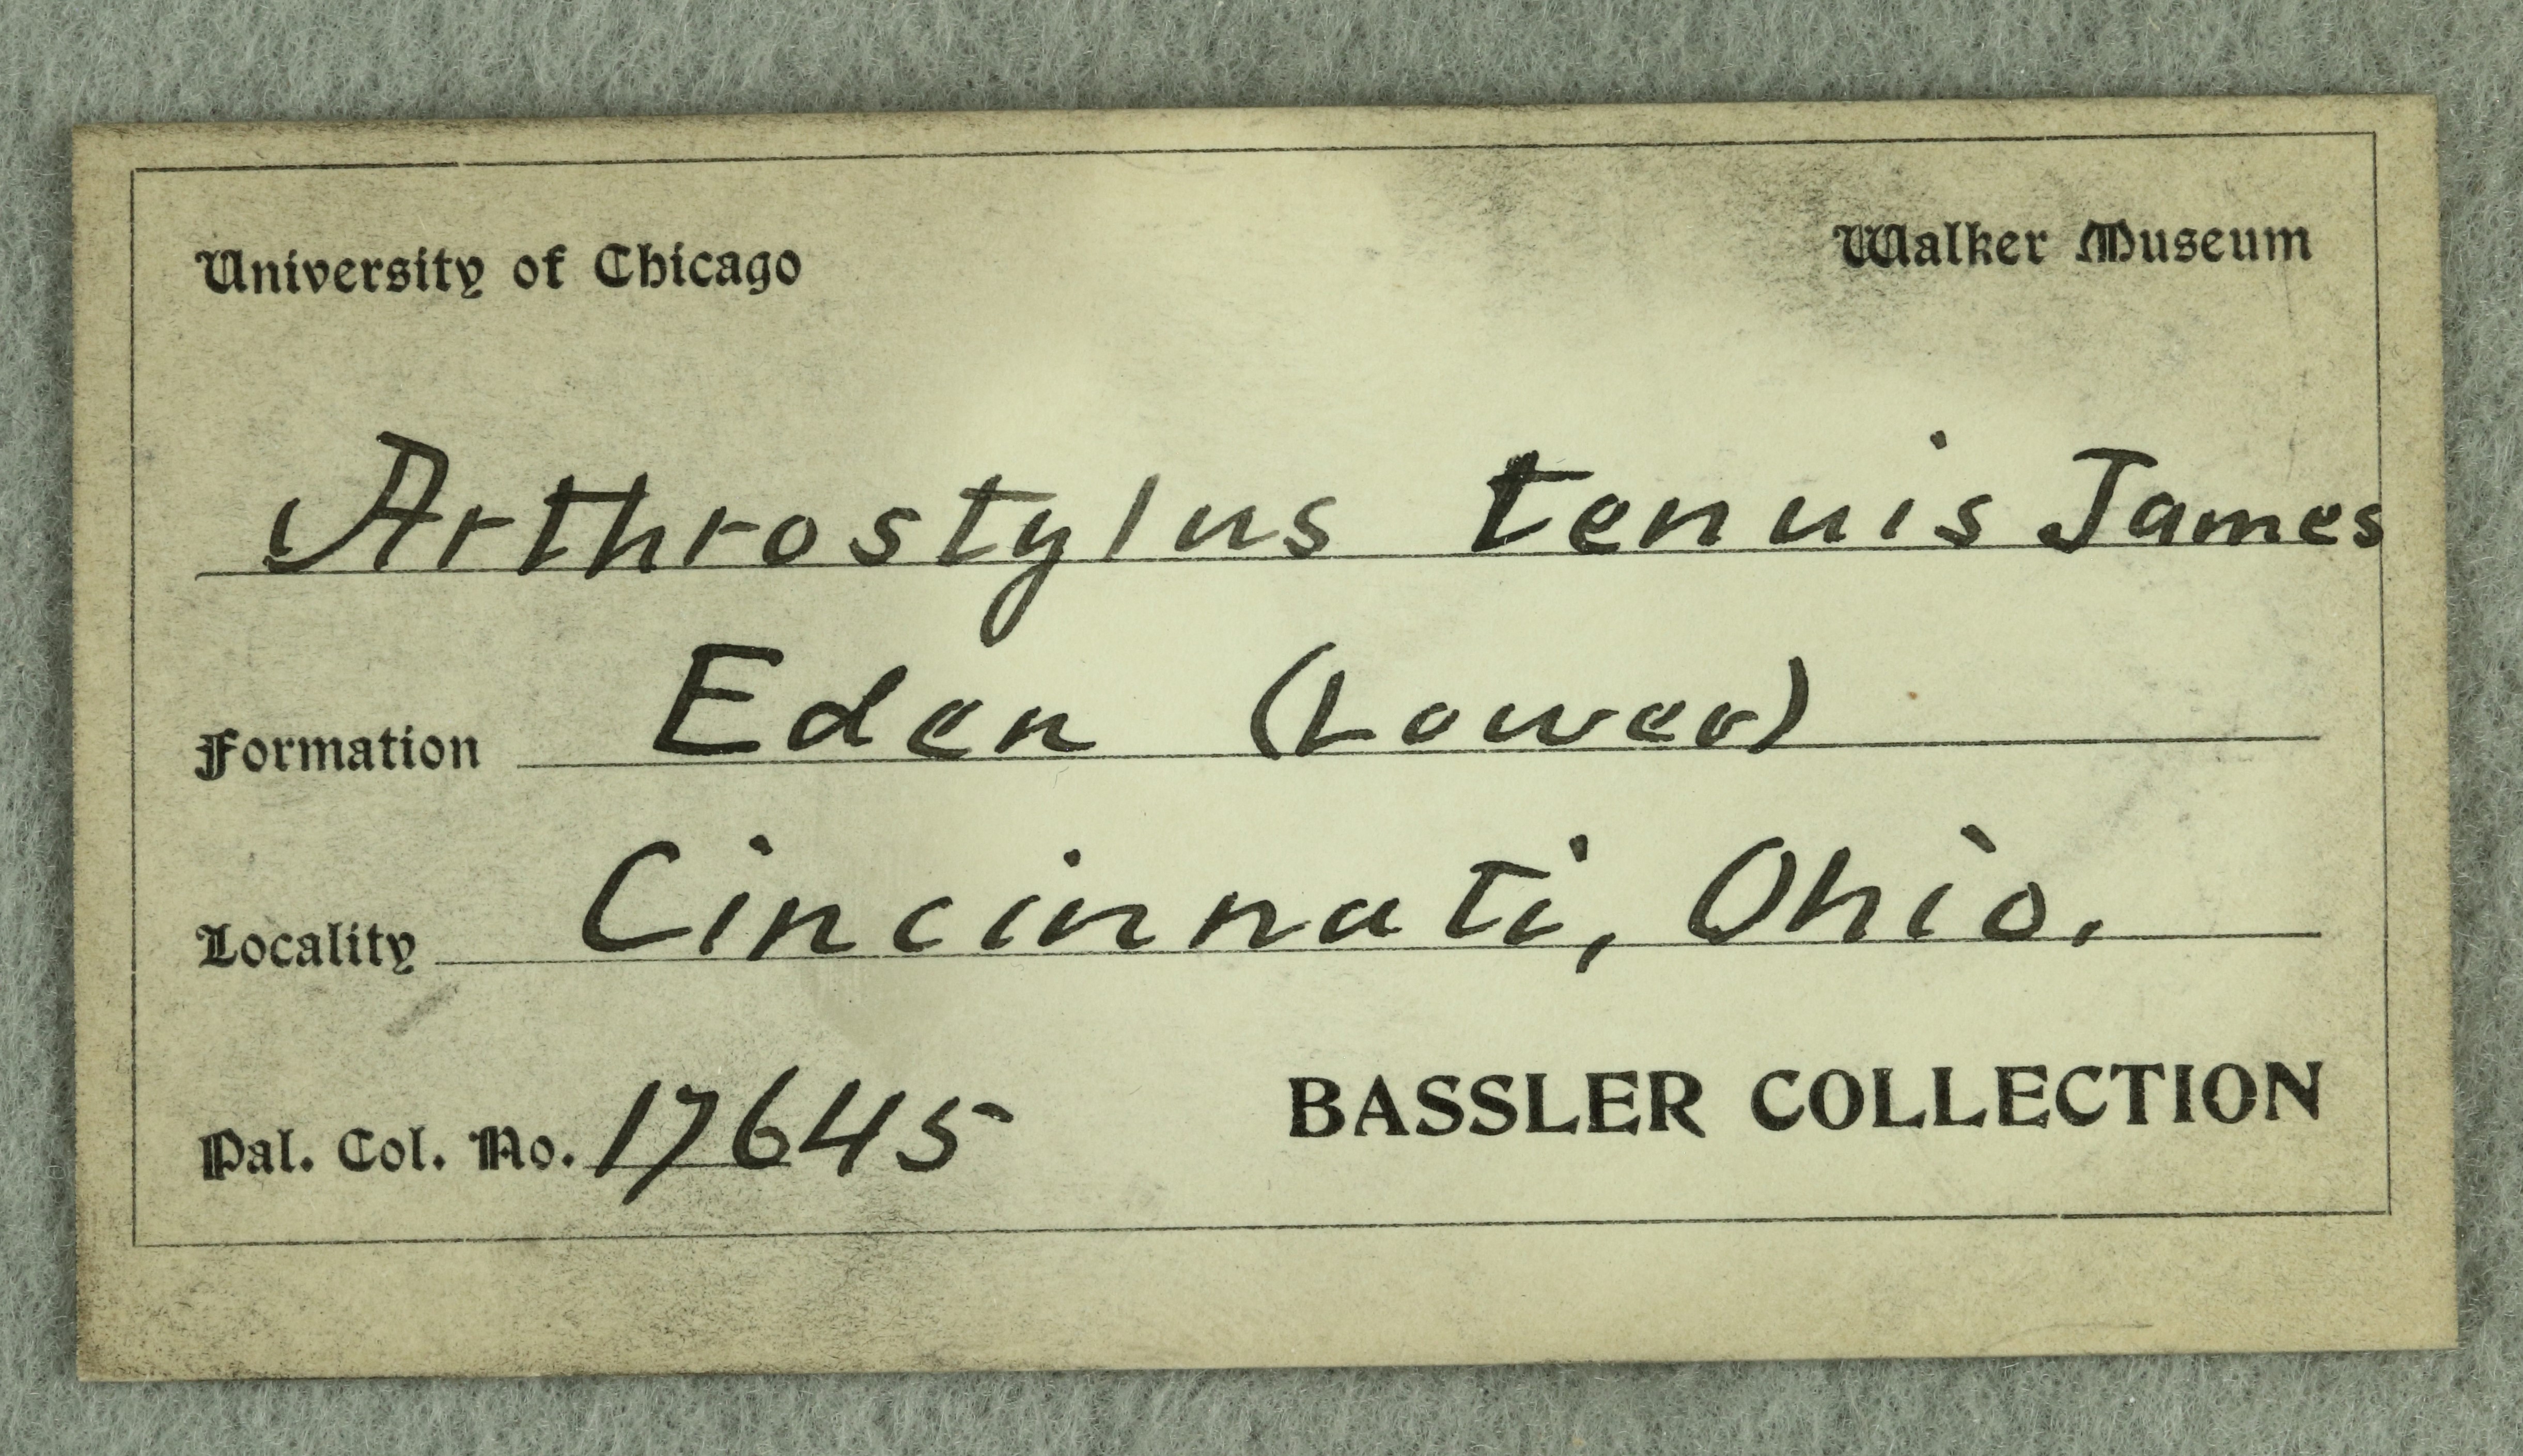 University of Chicago Walker Museum
Arthrostylus tenuis James
Formation Eden (Lower)
Locality Cincinnati, Ohio.
Pal. Col. No. 17645 BASSLER COLLECTION